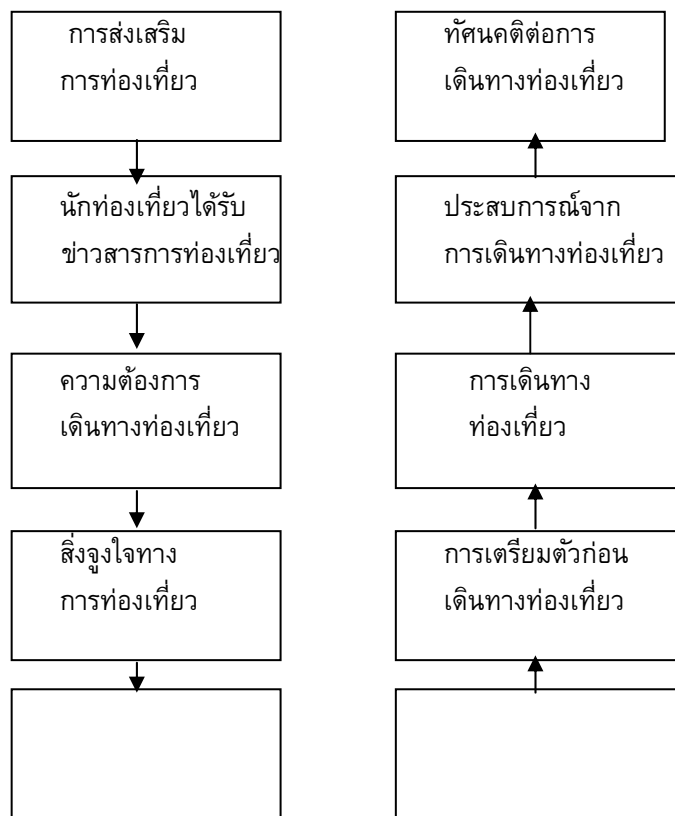 การส่งเสริม
การท่องเที่ยว
นักท่องเที่ยวได้รับ
ข่าวสารการท่องเที่ยว
ความต้องการ
เดินทางท่องเที่ยว
สิ่งจูงใจทาง
การท่องเที่ยว
ทัศนคติต่อการ
เดินทางท่องเที่ยว
ประสบการณ์จาก
การเดินทางท่องเที่ยว
การเดินทาง
ท่องเที่ยว
การเตรียมตัวก่อน
เดินทางท่องเที่ยว